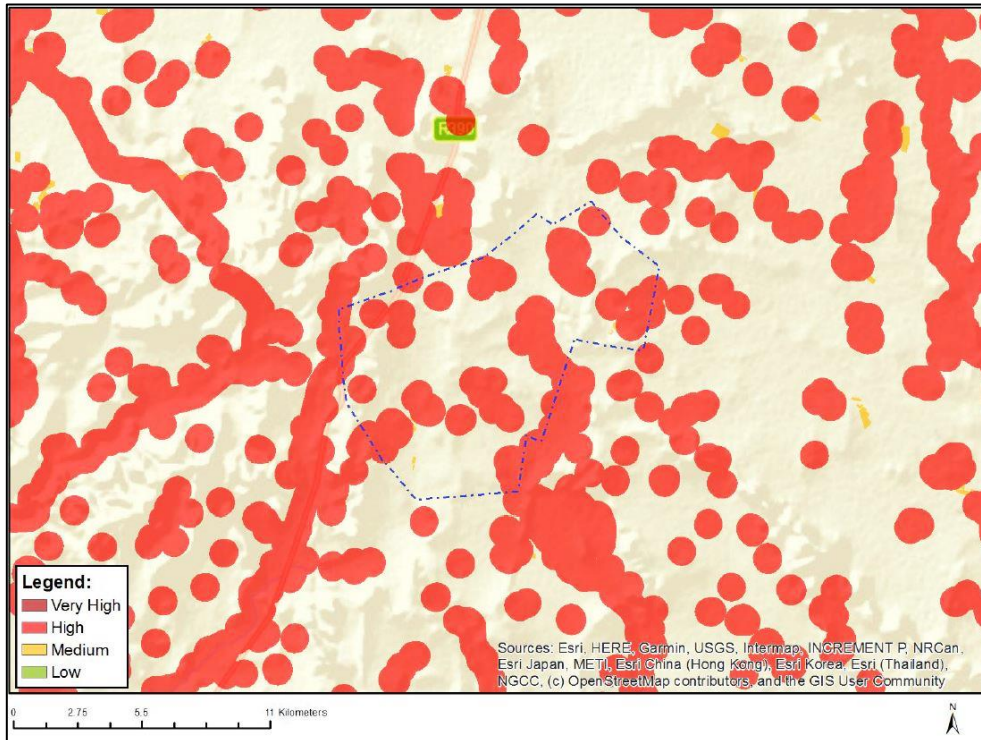 Legend:
Very High
High
Medium
Low
Sources: Esri, HERE, Garmin, USGS, Intermap, INCREMENT P, NRCan,
Esri Japan, METI, Esri China (Hong Kong), Esri Korea, Esri (Thailand),
NGCC, (c) OpenStreetMap contributors, and the GIS User Community
0 2.75 5.5 11 Kilometers
N